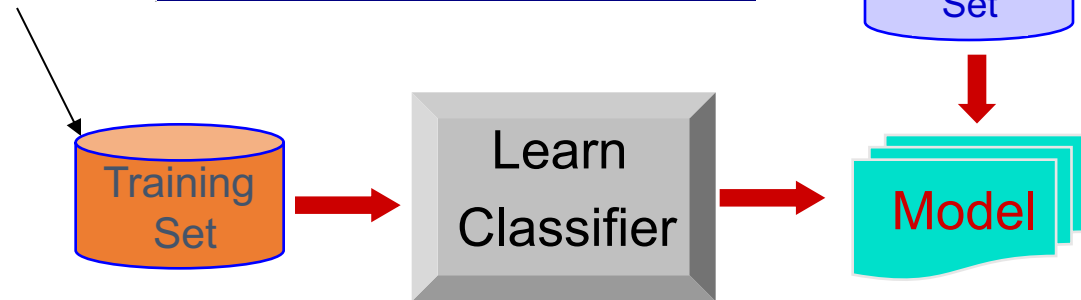 Set
Training
Set
Learn
Classifier
Model